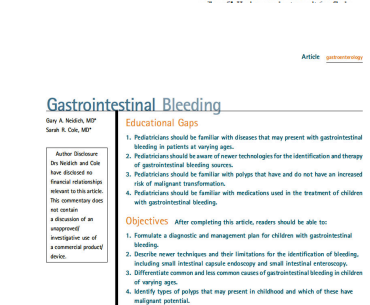 Article gastroenterology
Gastrointestinal Bleeding
Gary A. Neidich, MD*
Sarah R. Cole, MD*
Author Disclosure
Drs Neidich and Cole
have disclosed no
financial relationships
relevant to this article.
This commentary does
not contain
a discussion of an
unapproved/
investigative use of
a commercial product/
device.
Educational Gaps
1. Pediatricians should be familiar with diseases that may present with gastrointestinal
bleeding in patients at varying ages.
2. Pediatricians should be aware of newer technologies for the identification and therapy
of gastrointestinal bleeding sources.
3. Pediatricians should be familiar with polyps that have and do not have an increased
risk of malignant transformation.
4. Pediatricians should be familiar with medications used in the treatment of children
with gastrointestinal bleeding.
Objectives After completing this article, readers should be able to:
1. Formulate a diagnostic and management plan for children with gastrointestinal
bleeding.
2. Describe newer techniques and their limitations for the identification of bleeding,
including small intestinal capsule endoscopy and small intestinal enteroscopy.
3. Differentiate common and less common causes of gastrointestinal bleeding in children
of varying ages.
4. Identify types of polyps that may present in childhood and which of these have
malignant potential.